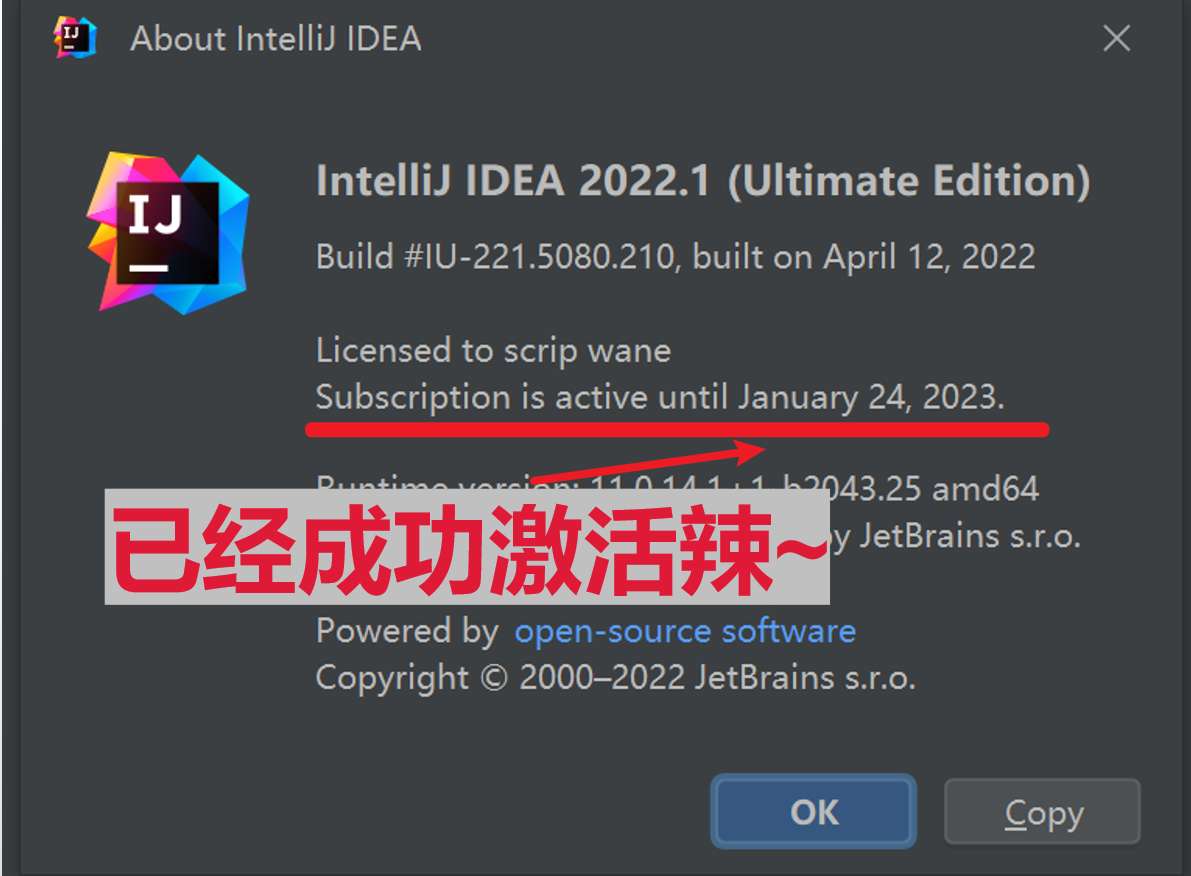 IJ
About IntelliJ IDEA
IJ
IntelliJ IDEA 2022.1 (Ultimate Edition)
Build #IU-221.5080.210, built on April 12, 2022
Licensed to scrip wane
Subscription is active until January 24, 2023.
Runtime version: 11.0.14.1+1-b2043.25 amd64
已经成功激活辣~
by JetBrains s.r.o.
Powered by open-source software
Copyright © 2000–2022 JetBrains s.r.o.
OK
Copy